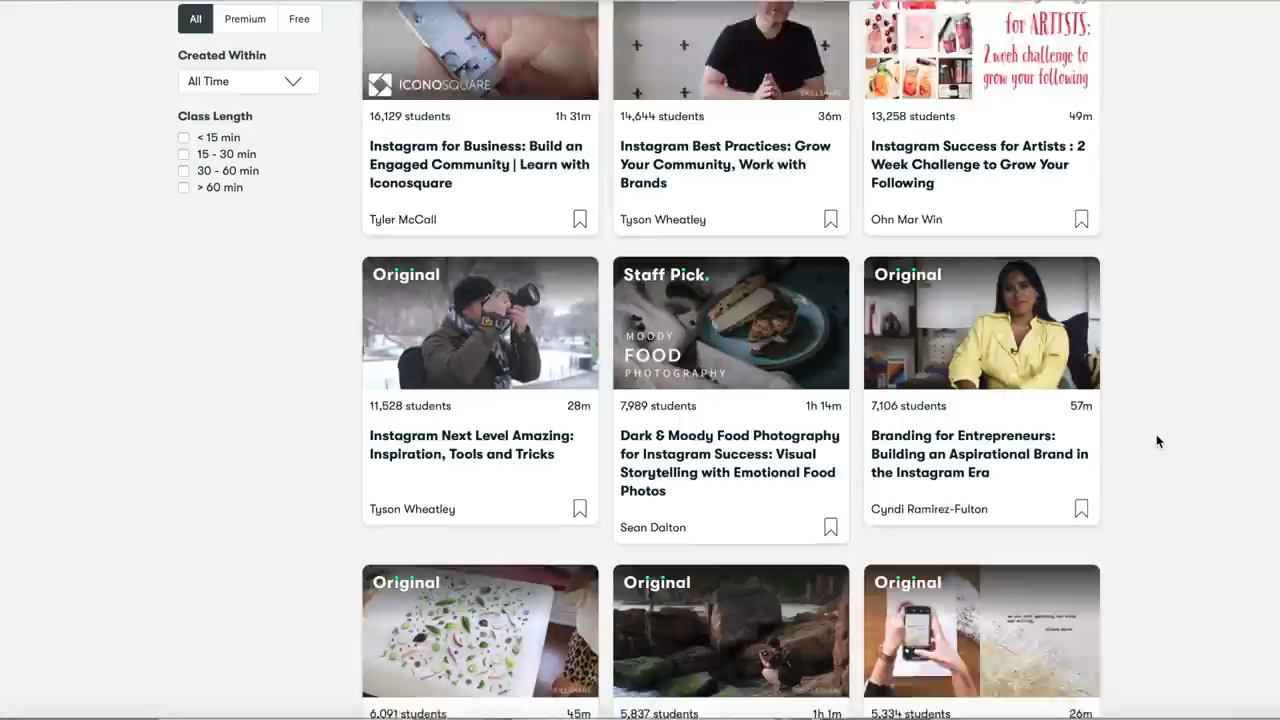 All Premium Free
Created Within
All Time
Class Length
< 15 min
15 - 30 min
30 - 60 min
> 60 min
ICONOSQUARE
16,129 students 1h 31m
Instagram for Business: Build an
Engaged Community | Learn with
Iconosquare
Tyler McCall
SKILLSHARE
14,644 students 36m
Instagram Best Practices: Grow
Your Community, Work with
Brands
Tyson Wheatley
for ARTISTS:
2 week challenge to
grow your following
13,258 students 49m
Instagram Success for Artists : 2
Week Challenge to Grow Your
Following
Ohn Mar Win
Original
11,528 students 28m
Instagram Next Level Amazing:
Inspiration, Tools and Tricks
Tyson Wheatley
Staff Pick.
MOODY
FOOD
PHOTOGRAPHY
7,989 students 1h 14m
Dark & Moody Food Photography
for Instagram Success: Visual
Storytelling with Emotional Food
Photos
Sean Dalton
Original
7,106 students 57m
Branding for Entrepreneurs:
Building an Aspirational Brand in
the Instagram Era
Cyndi Ramirez-Fulton
Original
SKILLSHARE
6,091 students 45m
Original
SKILLSHARE
5,837 students 1h 1m
Original
5,334 students 26m